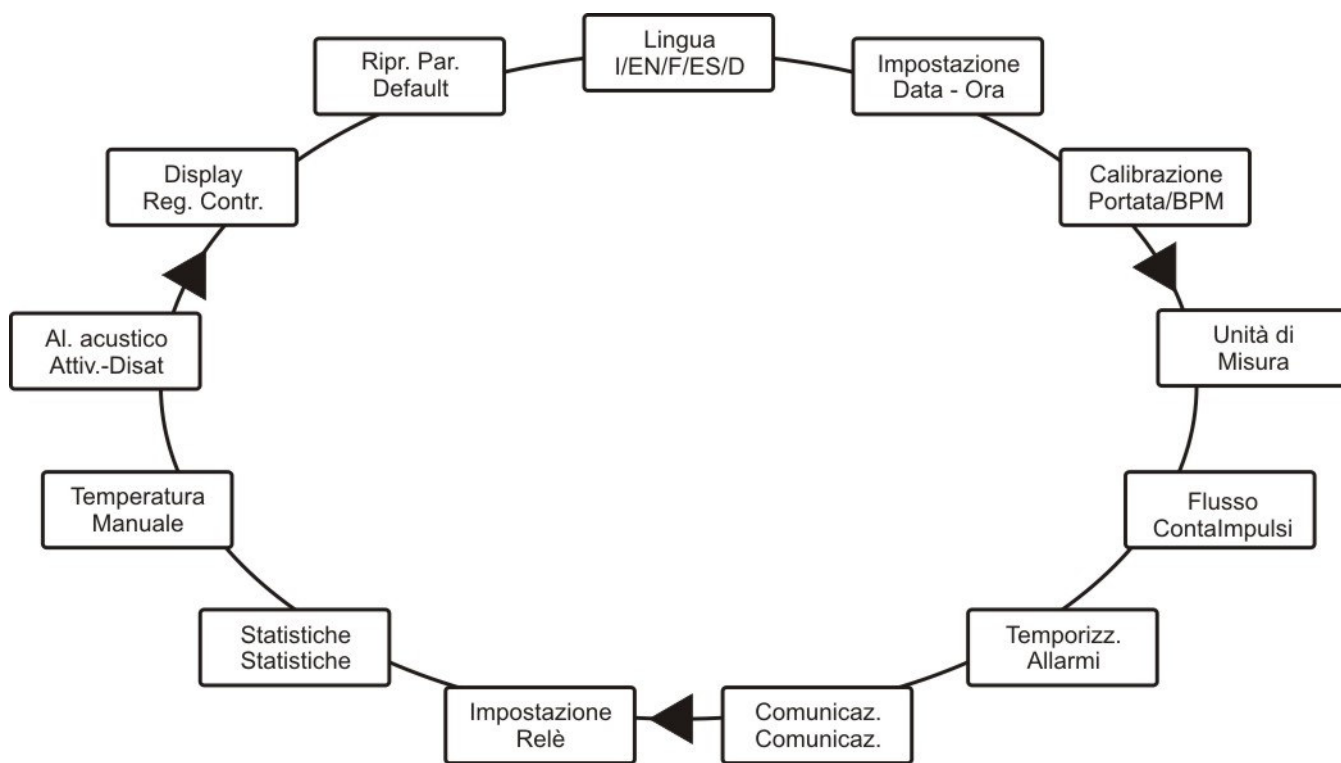 Lingua
I/EN/F/ES/D
Impostazione
Data - Ora
Calibrazione
Portata/BPM
Unità di
Misura
Flusso
ContaImpulsi
Temporizz.
Allarmi
Comunicaz.
Comunicaz.
Impostazione
Relè
Statistiche
Statistiche
Temperatura
Manuale
Al. acustico
Attiv.-Disat
Display
Reg. Contr.
Ripr. Par.
Default